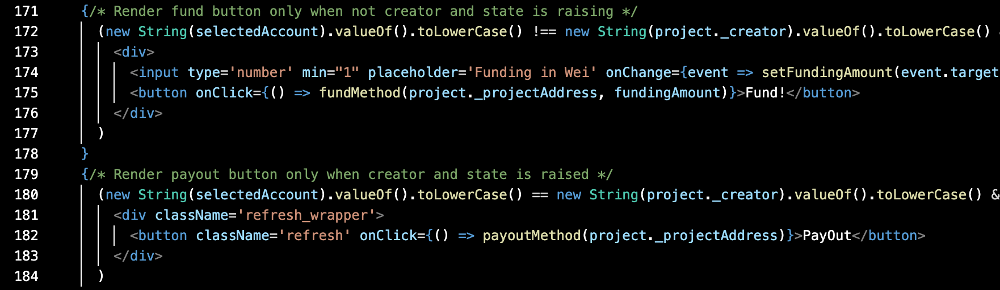 171 {/* Render fund button only when not creator and state is raising */}
172 (new String(selectedAccount).valueOf().toLowerCase() !== new String(project._creator).valueOf().toLowerCase()
173 <div>
174 <input type='number' min="1" placeholder='Funding in Wei' onChange={event => setFundingAmount(event.target
175 <button onClick={() => fundMethod(project._projectAddress, fundingAmount)}>Fund!</button>
176 </div>
177 )
178 }
179 {/* Render payout button only when creator and state is raised */
180 (new String(selectedAccount).valueOf().toLowerCase() == new String(project._creator).valueOf().toLowerCase() &
181 <div className='refresh_wrapper'>
182 <button className='refresh' onClick={() => payoutMethod(project._projectAddress)}>PayOut</button>
183 </div>
184 )